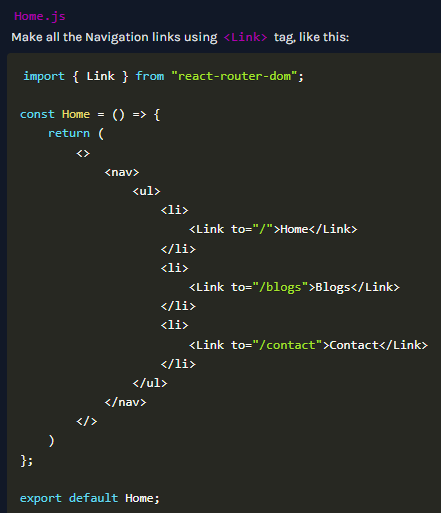 Home.js
Make all the Navigation links using <Link> tag, like this:
import { Link } from "react-router-dom";
const Home = () => {
    return (
        <>
            <nav>
                <ul>
                    <li>
                        <Link to="/">Home</Link>
                    </li>
                    <li>
                        <Link to="/blogs">Blogs</Link>
                    </li>
                    <li>
                        <Link to="/contact">Contact</Link>
                    </li>
                </ul>
            </nav>
        </>
    )
};
export default Home;